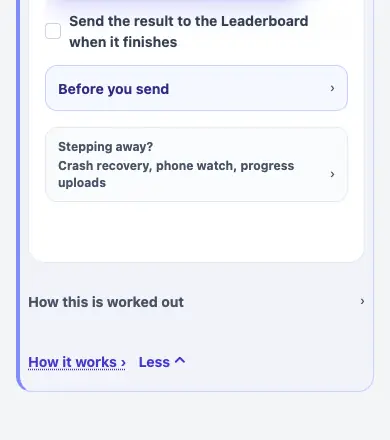 Send the result to the Leaderboard
when it finishes
Before you send ›
Stepping away?
Crash recovery, phone watch, progress
uploads ›
How this is worked out ›
How it works › Less